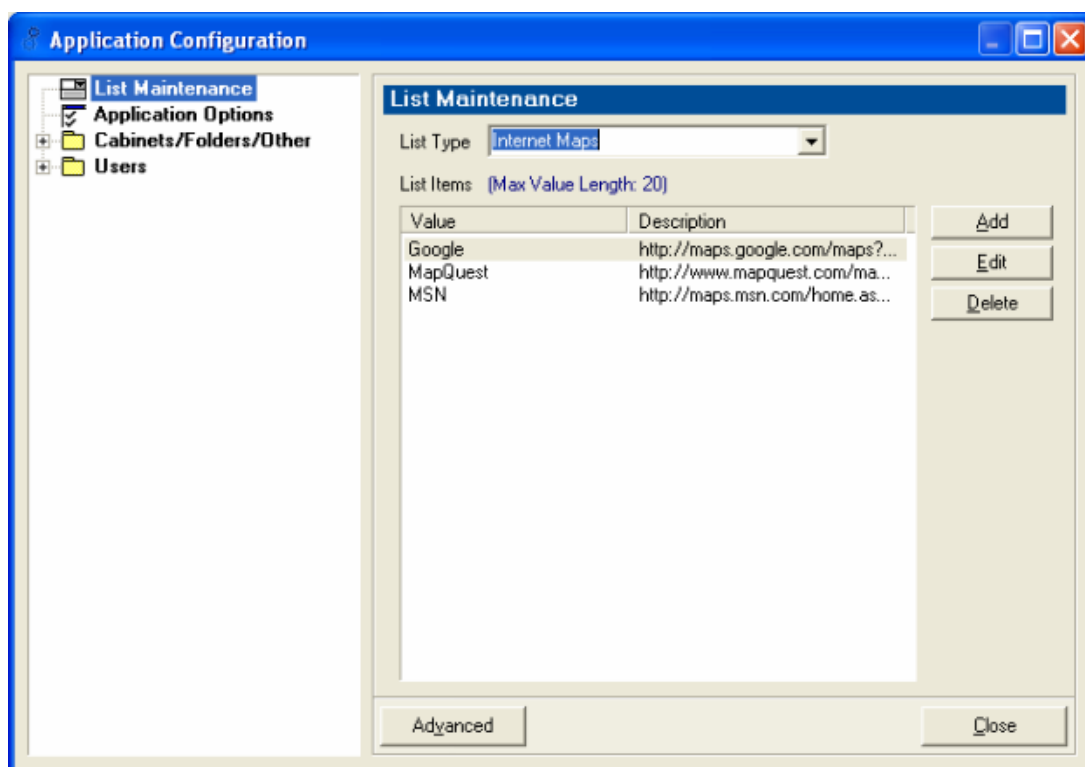 Application Configuration
List Maintenance
Application Options
Cabinets/Folders/Other
Users
List Maintenance
List Type Internet Maps
List Items (Max Value Length: 20)
Value Description
Google http://maps.google.com/maps?...
MapQuest http://www.mapquest.com/ma...
MSN http://maps.msn.com/home.as...
Add
Edit
Delete
Advanced
Close